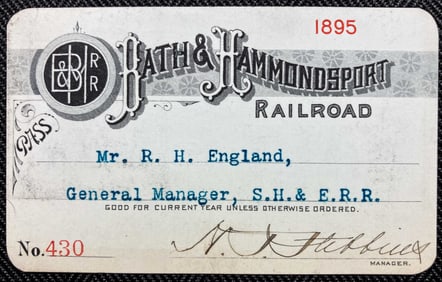 1895
B&H RR
BATH & HAMMONDSPORT
RAILROAD
PASS
Mr. R. H. England,
General Manager, S.H.& E.R.R.
GOOD FOR CURRENT YEAR UNLESS OTHERWISE ORDERED.
No.430
MANAGER.